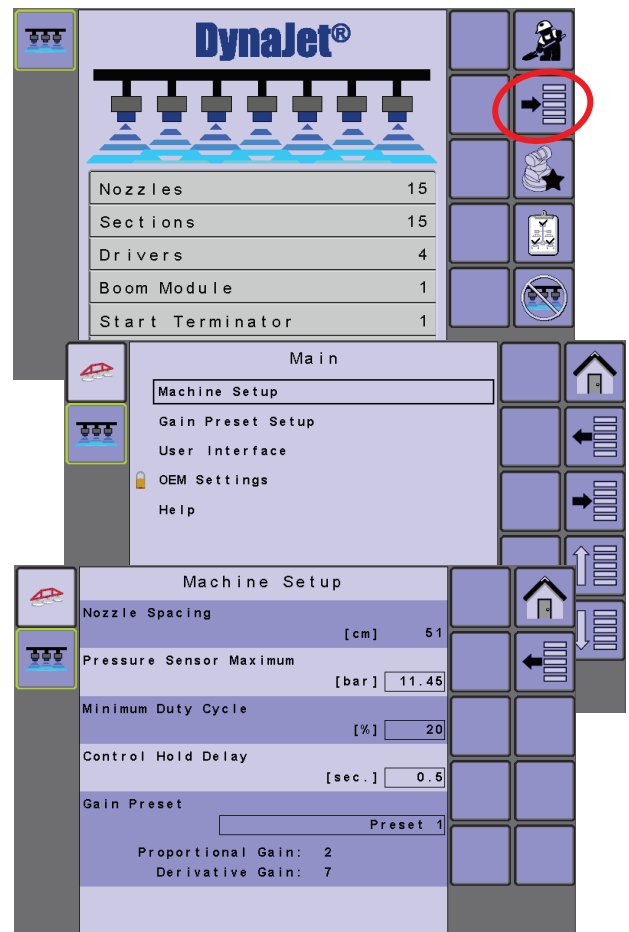 DynaJet®
Nozzles 15
Sections 15
Drivers 4
Boom Module 1
Start Terminator 1
Main
Machine Setup
Gain Preset Setup
User Interface
OEM Settings
Help
Machine Setup
Nozzle Spacing
[cm] 51
Pressure Sensor Maximum
[bar] 11.45
Minimum Duty Cycle
[%] 20
Control Hold Delay
[sec.] 0.5
Gain Preset
Preset 1
Proportional Gain: 2
Derivative Gain: 7